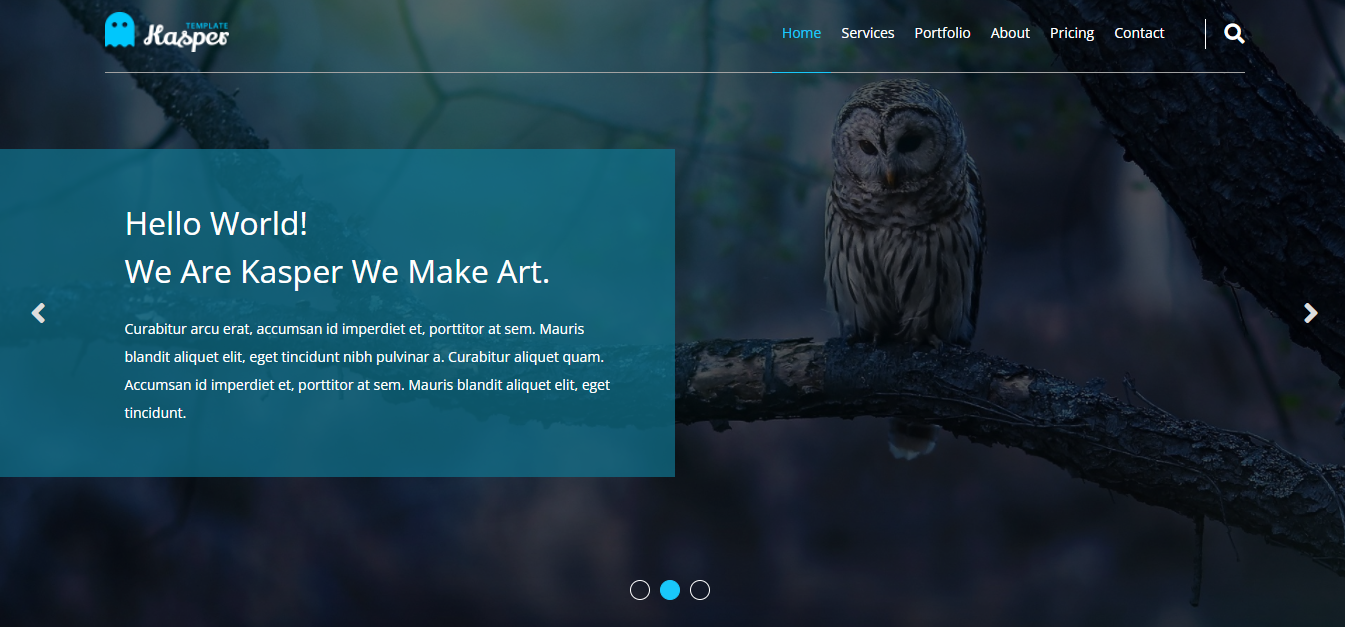 TEMPLATE
Kasper
Home Services Portfolio About Pricing Contact
Hello World!
We Are Kasper We Make Art.
Curabitur arcu erat, accumsan id imperdiet et, porttitor at sem. Mauris
blandit aliquet elit, eget tincidunt nibh pulvinar a. Curabitur aliquet quam.
Accumsan id imperdiet et, porttitor at sem. Mauris blandit aliquet elit, eget
tincidunt.